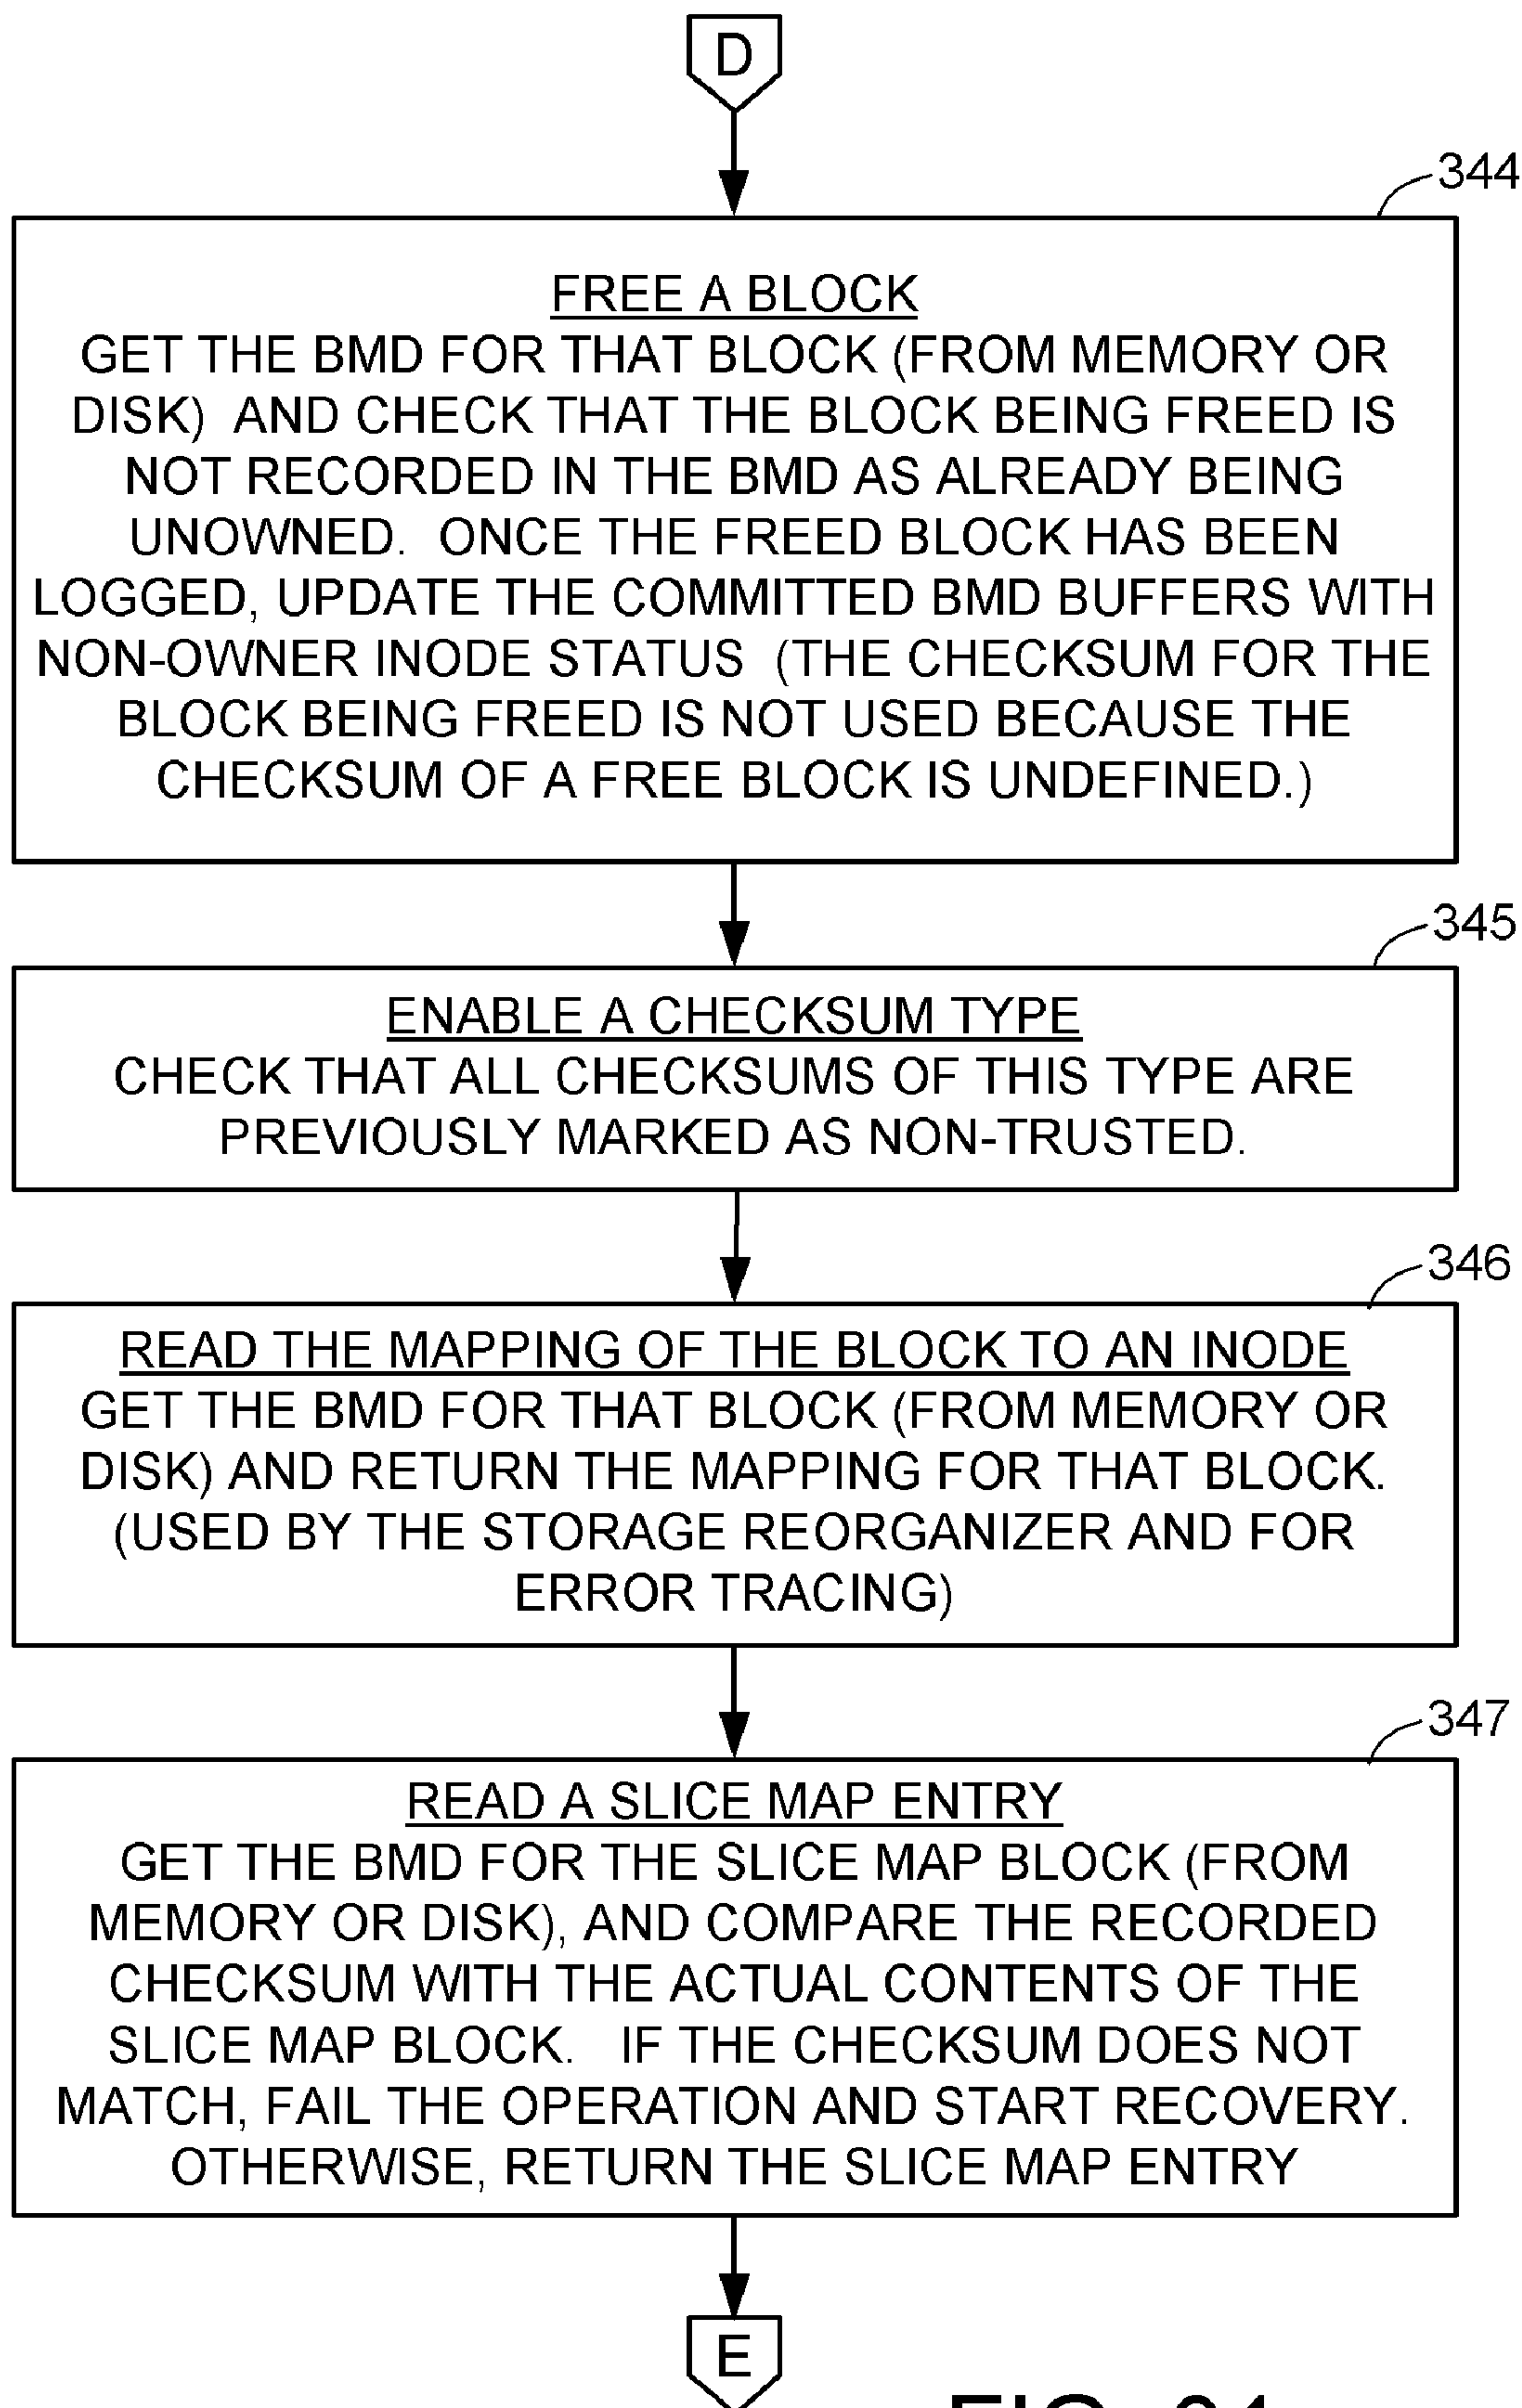 D
344
FREE A BLOCK
GET THE BMD FOR THAT BLOCK (FROM MEMORY OR
DISK) AND CHECK THAT THE BLOCK BEING FREED IS
NOT RECORDED IN THE BMD AS ALREADY BEING
UNOWNED. ONCE THE FREED BLOCK HAS BEEN
LOGGED, UPDATE THE COMMITTED BMD BUFFERS WITH
NON-OWNER INODE STATUS (THE CHECKSUM FOR THE
BLOCK BEING FREED IS NOT USED BECAUSE THE
CHECKSUM OF A FREE BLOCK IS UNDEFINED.)
345
ENABLE A CHECKSUM TYPE
CHECK THAT ALL CHECKSUMS OF THIS TYPE ARE
PREVIOUSLY MARKED AS NON-TRUSTED.
346
READ THE MAPPING OF THE BLOCK TO AN INODE
GET THE BMD FOR THAT BLOCK (FROM MEMORY OR
DISK) AND RETURN THE MAPPING FOR THAT BLOCK.
(USED BY THE STORAGE REORGANIZER AND FOR
ERROR TRACING)
347
READ A SLICE MAP ENTRY
GET THE BMD FOR THE SLICE MAP BLOCK (FROM
MEMORY OR DISK), AND COMPARE THE RECORDED
CHECKSUM WITH THE ACTUAL CONTENTS OF THE
SLICE MAP BLOCK. IF THE CHECKSUM DOES NOT
MATCH, FAIL THE OPERATION AND START RECOVERY.
OTHERWISE, RETURN THE SLICE MAP ENTRY
E